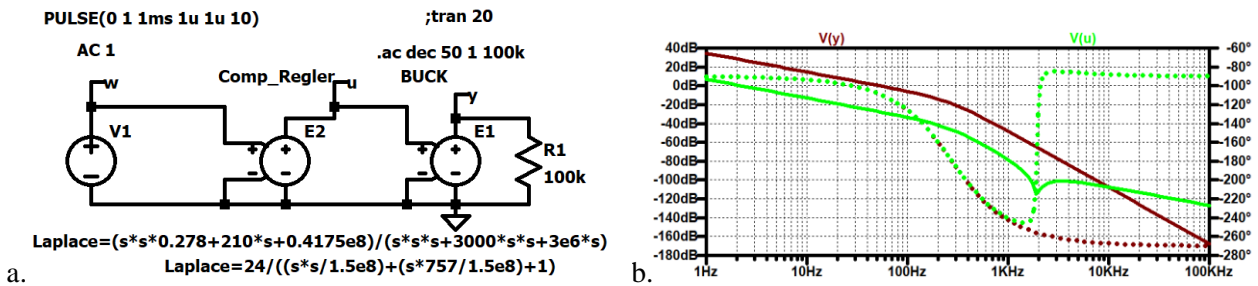 PULSE(0 1 1ms 1u 1u 10)
;tran 20
AC 1
.ac dec 50 1 100k
Comp_Regler
BUCK
w
u
y
V1
E2
E1
R1
100k
Laplace=(s*s*0.278+210*s+0.4175e8)/(s*s*s+3000*s*s+3e6*s)
Laplace=24/((s*s/1.5e8)+(s*757/1.5e8)+1)
a.
V(y)
V(u)
40dB
20dB
0dB
-20dB
-40dB
-60dB
-80dB
-100dB
-120dB
-140dB
-160dB
-180dB
-60°
-80°
-100°
-120°
-140°
-160°
-180°
-200°
-220°
-240°
-260°
-280°
1Hz
10Hz
100Hz
1KHz
10KHz
100KHz
b.